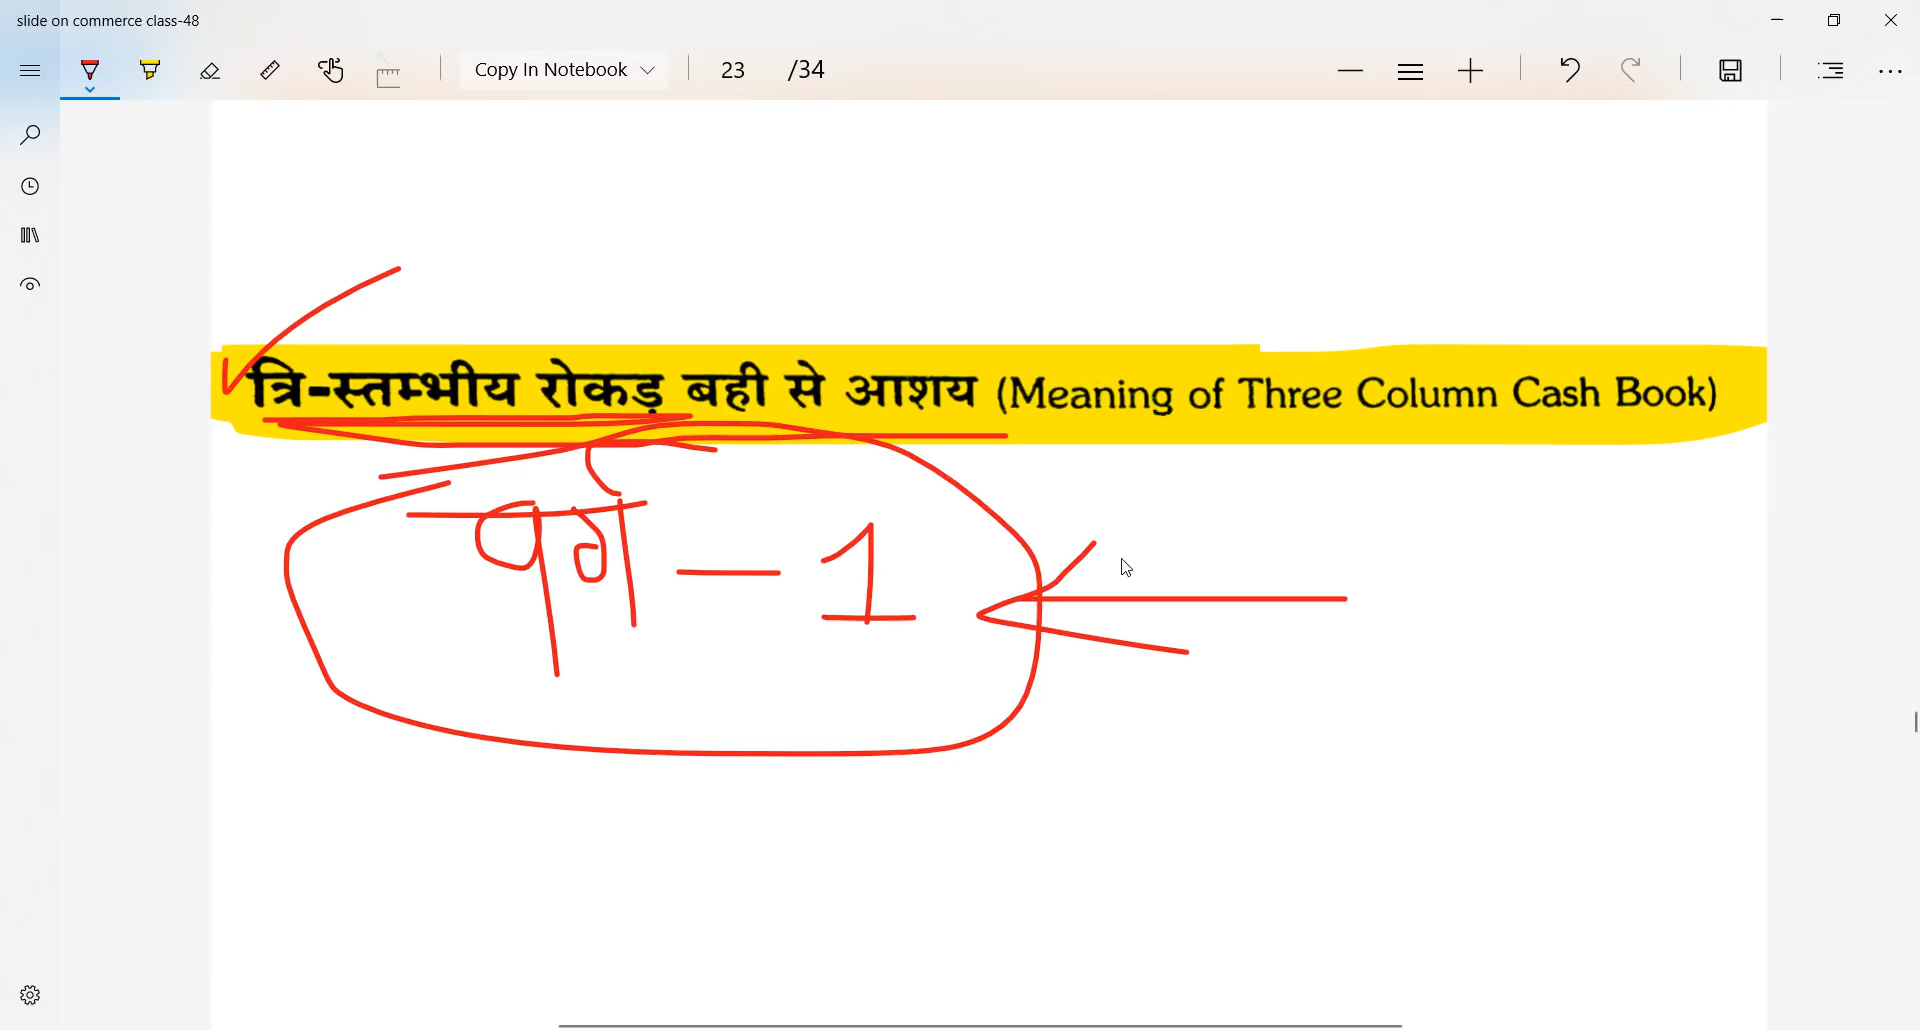 slide on commerce class-48
Copy In Notebook 23 /34
त्रि-स्तम्भीय रोकड़ बही से आशय (Meaning of Three Column Cash Book)
- 1